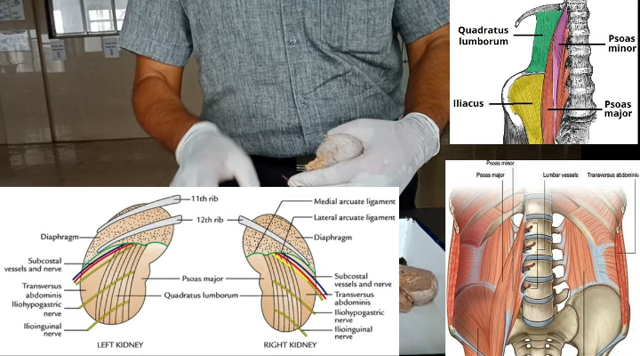 Quadratus
lumborum
Psoas
minor
Iliacus
Psoas
major
Psoas minor
Psoas major
Lumbar vessels
Transversus abdominis
11th rib
12th rib
Diaphragm
Subcostal
vessels and nerve
Transversus
abdominis
Iliohypogastric
nerve
Ilioinguinal
nerve
Psoas major
Quadratus lumborum
LEFT KIDNEY
Medial arcuate ligament
Lateral arcuate ligament
Diaphragm
Subcostal
vessels and nerve
Transversus
abdominis
Iliohypogastric
nerve
Ilioinguinal
nerve
RIGHT KIDNEY